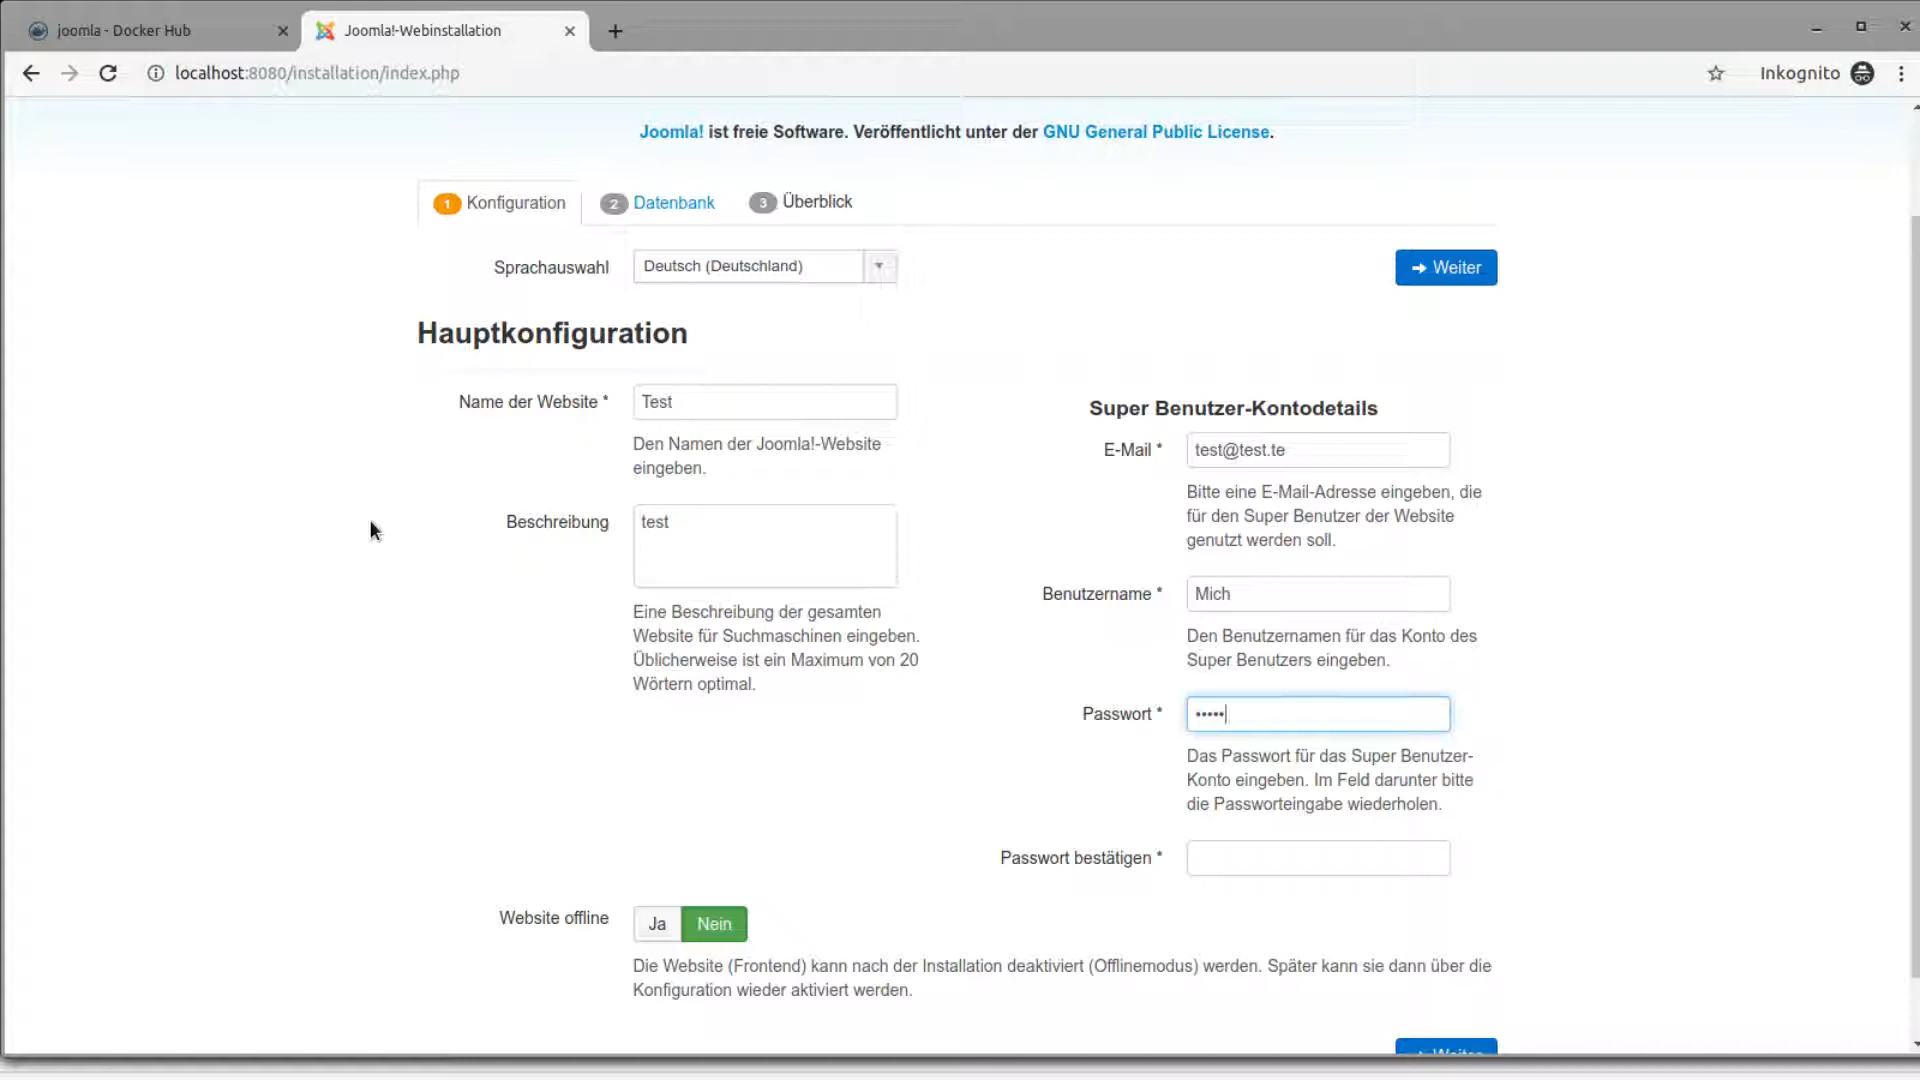 joomla - Docker Hub
Joomla!-Webinstallation
localhost:8080/installation/index.php
Inkognito
Joomla! ist freie Software. Veröffentlicht unter der GNU General Public License.
1 Konfiguration
2 Datenbank
3 Überblick
Sprachauswahl
Deutsch (Deutschland)
Weiter
Hauptkonfiguration
Name der Website *
Test
Den Namen der Joomla!-Website
eingeben.
Beschreibung
test
Eine Beschreibung der gesamten
Website für Suchmaschinen eingeben.
Üblicherweise ist ein Maximum von 20
Wörtern optimal.
Super Benutzer-Kontodetails
E-Mail *
test@test.te
Bitte eine E-Mail-Adresse eingeben, die
für den Super Benutzer der Website
genutzt werden soll.
Benutzername *
Mich
Den Benutzernamen für das Konto des
Super Benutzers eingeben.
Passwort *
•••••
Das Passwort für das Super Benutzer-
Konto eingeben. Im Feld darunter bitte
die Passworteingabe wiederholen.
Passwort bestätigen *
Website offline
Ja
Nein
Die Website (Frontend) kann nach der Installation deaktiviert (Offlinemodus) werden. Später kann sie dann über die
Konfiguration wieder aktiviert werden.
Weiter